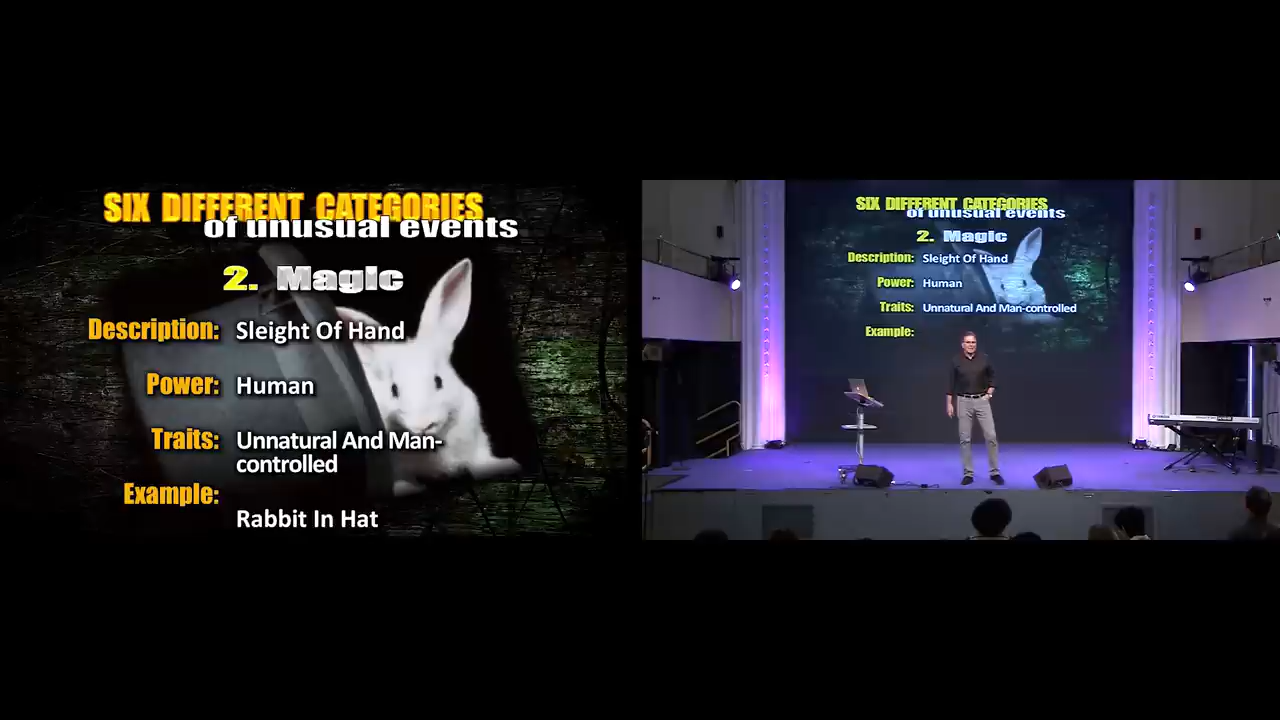 SIX DIFFERENT CATEGORIES
of unusual events
2. Magic
Description: Sleight Of Hand
Power: Human
Traits: Unnatural And Man-
controlled
Example:
Rabbit In Hat
SIX DIFFERENT CATEGORIES
of unusual events
2. Magic
Description: Sleight Of Hand
Power: Human
Traits: Unnatural And Man-controlled
Example: